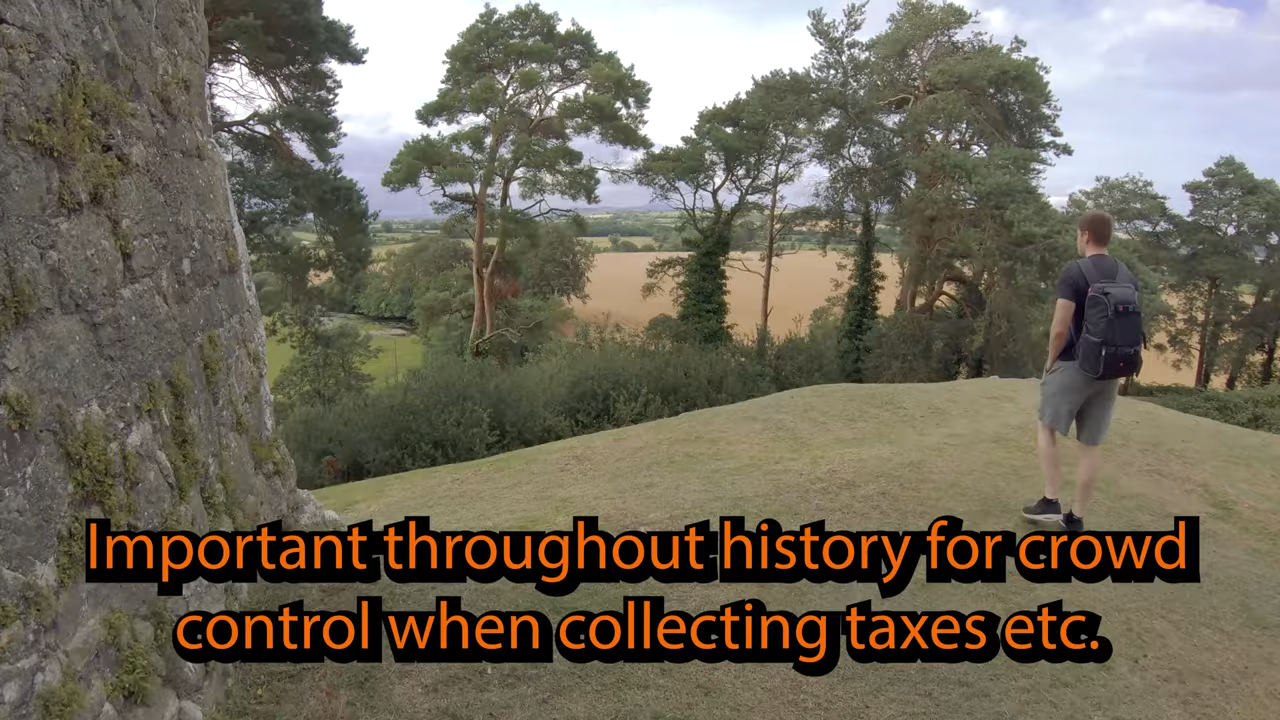 Important throughout history for crowd
control when collecting taxes etc.